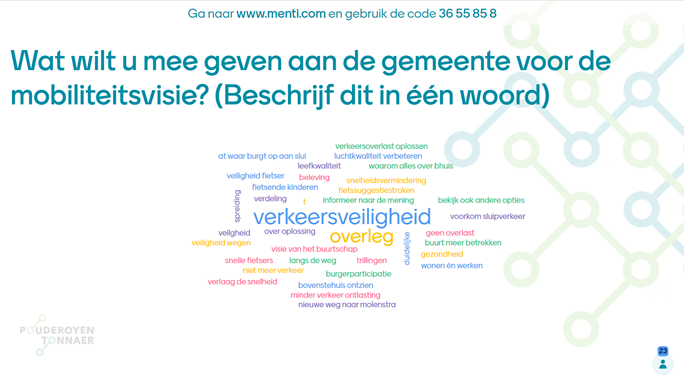 Ga naar www.menti.com en gebruik de code 36 55 85 8
Wat wilt u mee geven aan de gemeente voor de
mobiliteitsvisie? (Beschrijf dit in één woord)
verkeersoverlast oplossen
at waar burgt op aan slui
luchtkwaliteit verbeteren
leefkwaliteit
waarom alles over bhuis
veiligheid fietser
beleving
snelheidsvermindering
fietsende kinderen
fietssuggestiestroken
spreiding
verdeling
t
informeer naar de mening
bekijk ook andere opties
verkeersveiligheid
voorkom sluipverkeer
veilgheid
over oplossing
overleg
duidelijke
geen overlast
veiligheid wegen
buurt meer betrekken
visie van het buurtschap
gezondheid
snelle fietsers
langs de weg
trillingen
wonen én werken
niet meer verkeer
burgerparticipatie
verlaag de snelheid
bovenstehuis ontzien
minder verkeer ontlasting
nieuwe weg naar molenstra
POUDEROYEN
TONNAER
23